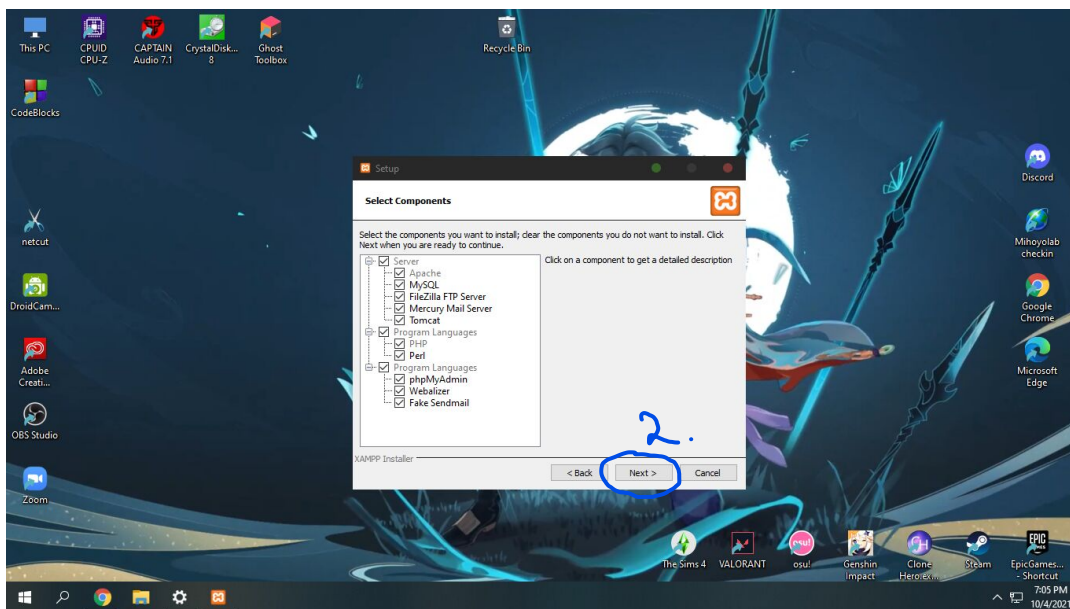 This PC
CPUID
CPU-Z
CAPTAIN
Audio 7.1
CrystalDisk...
8
Ghost
Toolbox
Recycle Bin
CodeBlocks
netcut
DroidCam...
Adobe
Creati...
OBS Studio
Zoom
Setup
Select Components
Select the components you want to install; clear the components you do not want to install. Click
Next when you are ready to continue.
Server
Apache
MySQL
FileZilla FTP Server
Mercury Mail Server
Tomcat
Program Languages
PHP
Perl
Program Languages
phpMyAdmin
Webalizer
Fake Sendmail
Click on a component to get a detailed description
2.
XAMPP Installer
< Back
Next >
Cancel
Discord
Mihoyolab
checkin
Google
Chrome
Microsoft
Edge
The Sims 4
VALORANT
osu!
osu!
Genshin
Impact
Clone
Hero.ex...
Steam
EPIC
EpicGames...
- Shortcut
7:05 PM
10/4/2021